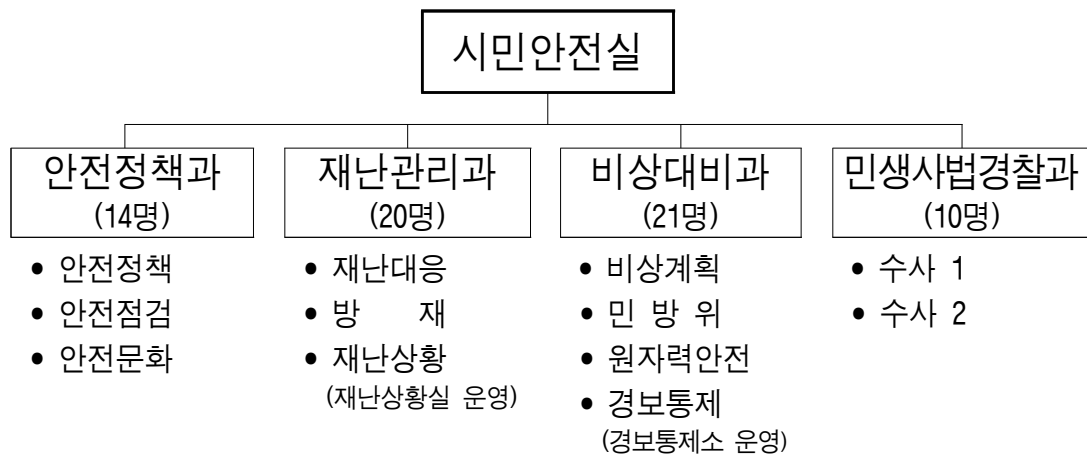 시민안전실
안전정책과
(14명)
• 안전정책
• 안전점검
• 안전문화
재난관리과
(20명)
• 재난대응
• 방 재
• 재난상황
(재난상황실 운영)
비상대비과
(21명)
• 비상계획
• 민 방 위
• 원자력안전
• 경보통제
(경보통제소 운영)
민생사법경찰과
(10명)
• 수사 1
• 수사 2